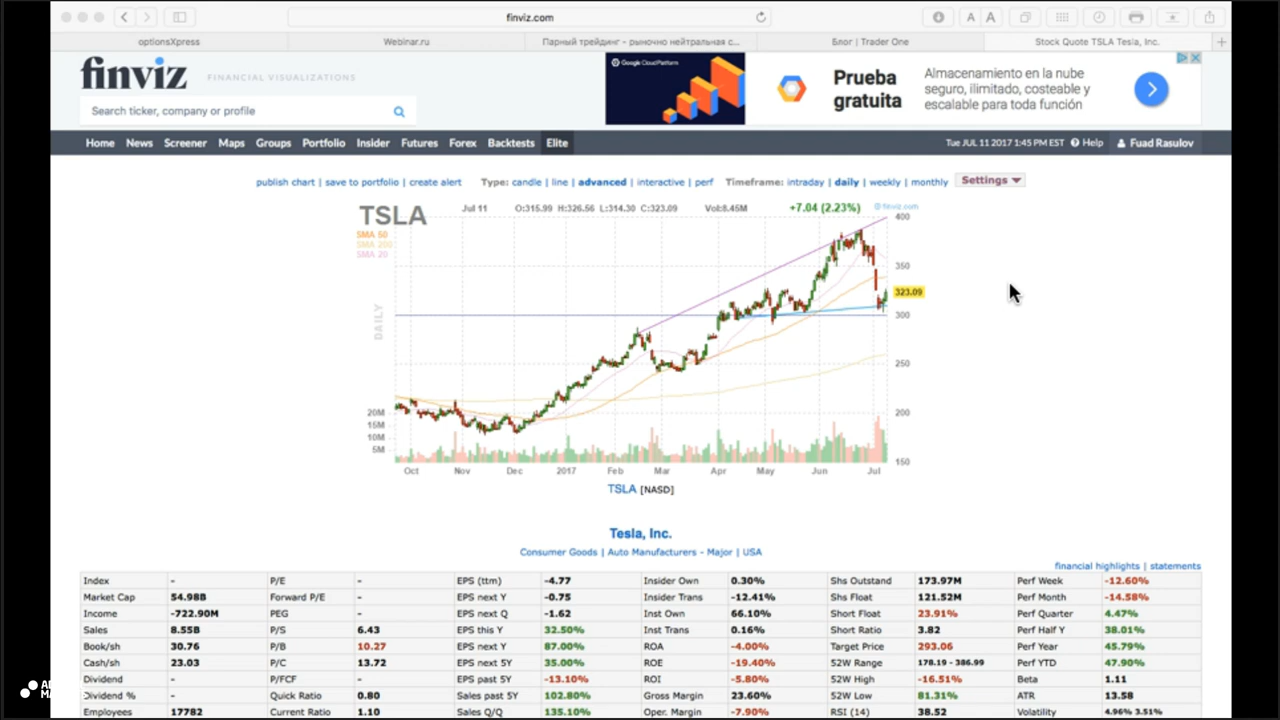 finviz.com
A A
optionsXpress Webinar.ru Парный трейдинг - рыночно нейтральная с... Блог | Trader One Stock Quote TSLA Tesla, Inc.
finviz FINANCIAL VISUALIZATIONS
Search ticker, company or profile
Google Cloud Platform
Prueba gratuita
Almacenamiento en la nube
seguro, ilimitado, costeable y
escalable para toda función
Home News Screener Maps Groups Portfolio Insider Futures Forex Backtests Elite Tue JUL 11 2017 1:45 PM EST Help Fuad Rasulov
publish chart | save to portfolio | create alert Type: candle | line | advanced | interactive | perf Timeframe: intraday | daily | weekly | monthly Settings
TSLA Jul 11 O:315.99 H:326.56 L:314.30 C:323.09 Vol:8.45M +7.04 (2.23%) © finviz.com
SMA 50
SMA 200
SMA 20
DAILY
400
350
323.09
300
250
200
150
20M
15M
10M
5M
Oct Nov Dec 2017 Feb Mar Apr May Jun Jul
TSLA [NASD]
Tesla, Inc.
Consumer Goods | Auto Manufacturers - Major | USA
financial highlights | statements
Index - P/E - EPS (ttm) -4.77 Insider Own 0.30% Shs Outstand 173.97M Perf Week -12.60%
Market Cap 54.98B Forward P/E - EPS next Y -0.75 Insider Trans -12.41% Shs Float 121.52M Perf Month -14.58%
Income -722.90M PEG - EPS next Q -1.62 Inst Own 66.10% Short Float 23.91% Perf Quarter 4.47%
Sales 8.55B P/S 6.43 EPS this Y 32.50% Inst Trans 0.16% Short Ratio 3.82 Perf Half Y 38.01%
Book/sh 30.76 P/B 10.27 EPS next Y 87.00% ROA -4.00% Target Price 293.06 Perf Year 45.79%
Cash/sh 23.03 P/C 13.72 EPS next 5Y 35.00% ROE -19.40% 52W Range 178.19 - 386.99 Perf YTD 47.90%
Dividend - P/FCF - EPS past 5Y -13.10% ROI -5.80% 52W High -16.51% Beta 1.11
Dividend % - Quick Ratio 0.80 Sales past 5Y 102.80% Gross Margin 23.60% 52W Low 81.31% ATR 13.58
Employees 17782 Current Ratio 1.10 Sales Q/Q 135.10% Oper. Margin -7.90% RSI (14) 38.52 Volatility 4.96% 3.51%